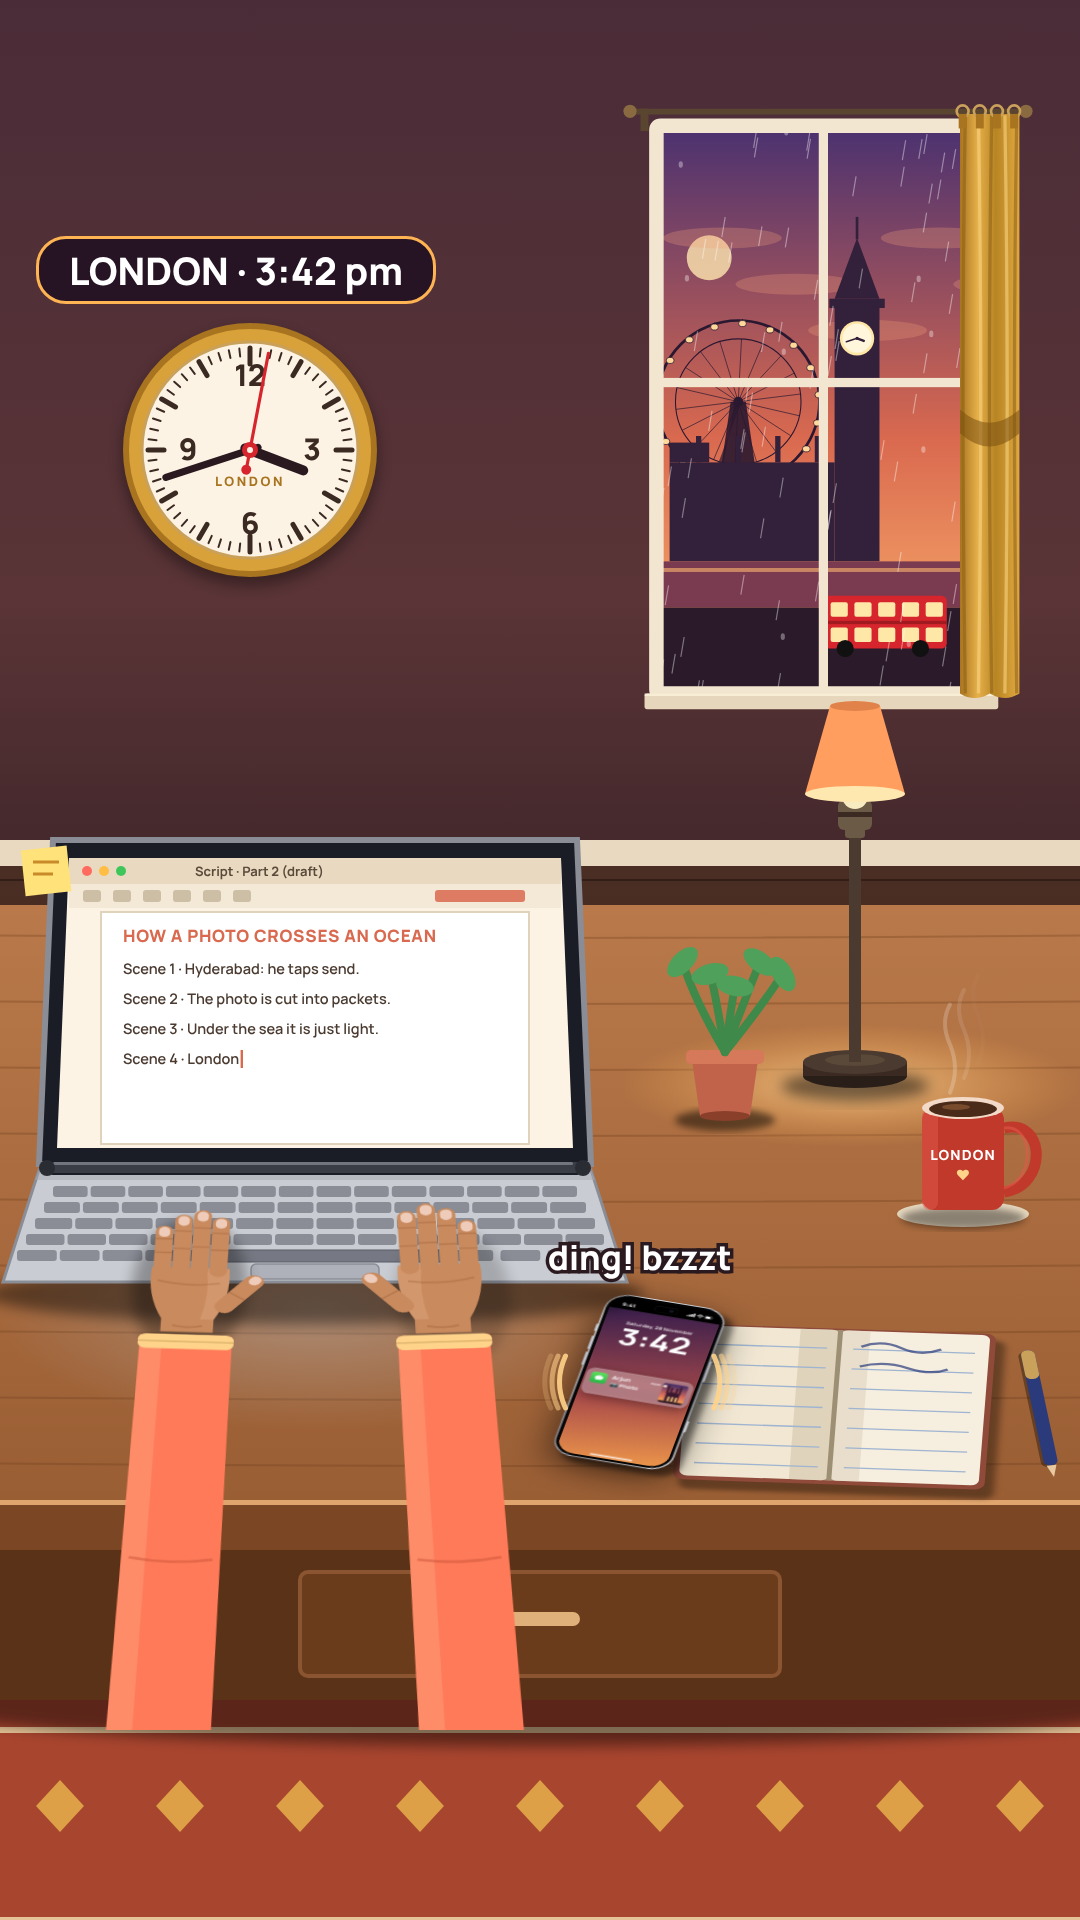 LONDON · 3:42 pm
12
9
3
LONDON
6
Script · Part 2 (draft)
HOW A PHOTO CROSSES AN OCEAN
Scene 1 · Hyderabad: he taps send.
Scene 2 · The photo is cut into packets.
Scene 3 · Under the sea it is just light.
Scene 4 · London
LONDON
ding! bzzzt
3:42
Arjun
Photo